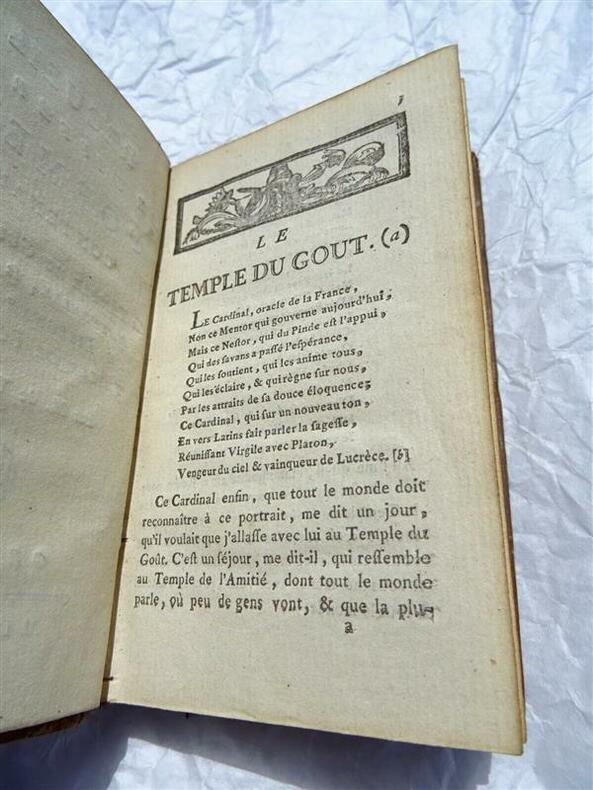 3
LE
TEMPLE DU GOUT. (a)
LE Cardinal, oracle de la France,
Non ce Mentor qui gouverne aujourd'hui,
Mais ce Nestor, qui du Pinde est l'appui,
Qui des savans a passé l'espérance,
Qui les soutient, qui les anime tous,
Qui les éclaire, & qui règne sur nous,
Par les attraits de sa douce éloquence;
Ce Cardinal, qui sur un nouveau ton,
En vers Latins fait parler la sagesse,
Réunissant Virgile avec Platon,
Vengeur du ciel & vainqueur de Lucrèce. [b]
Ce Cardinal enfin, que tout le monde doit
reconnaître à ce portrait, me dit un jour,
qu'il voulait que j'allasse avec lui au Temple du
Goût. C'est un séjour, me dit-il, qui ressemble
au Temple de l'Amitié, dont tout le monde
parle, où peu de gens vont, & que la plu-
a